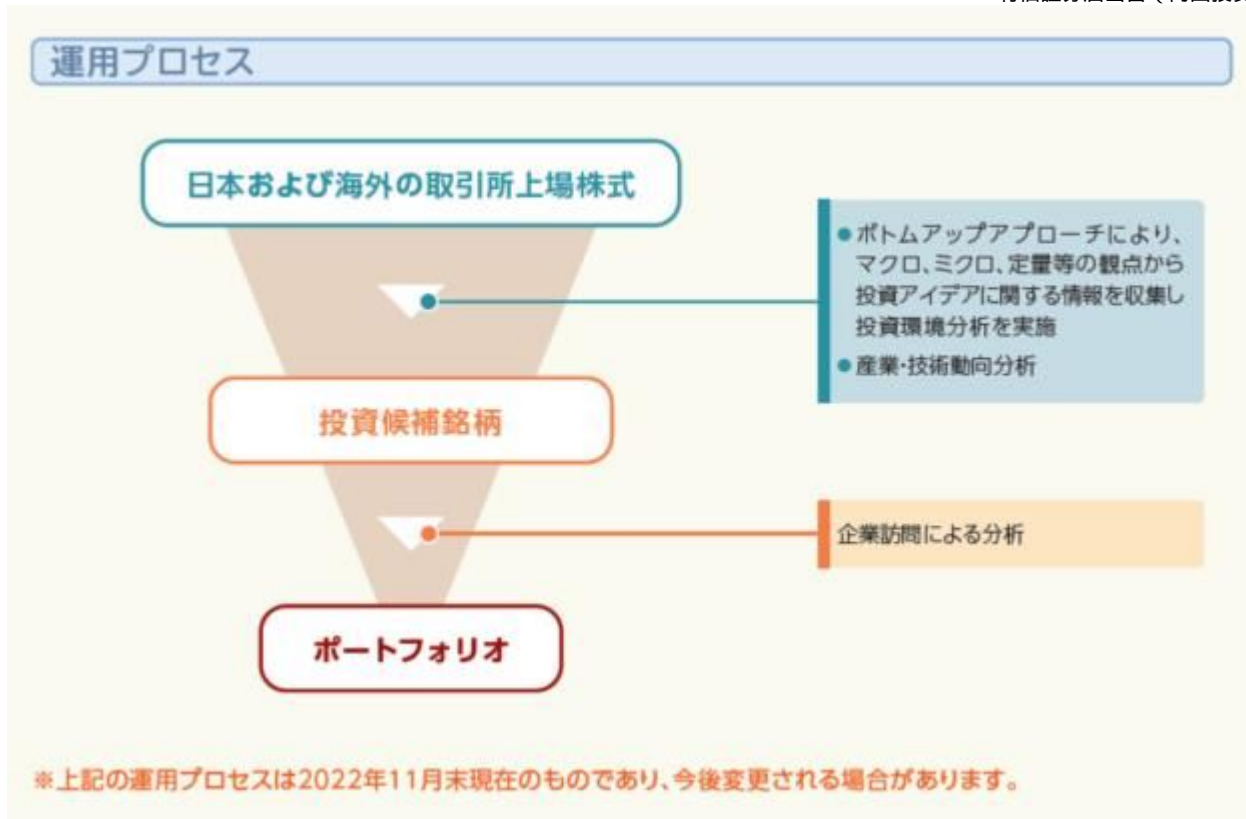 運用プロセス
日本および海外の取引所上場株式
●ボトムアップアプローチにより、
マクロ、ミクロ、定量等の観点から
投資アイデアに関する情報を収集し
投資環境分析を実施
●産業・技術動向分析
投資候補銘柄
企業訪問による分析
ポートフォリオ
※上記の運用プロセスは2022年11月末現在のものであり、今後変更される場合があります。